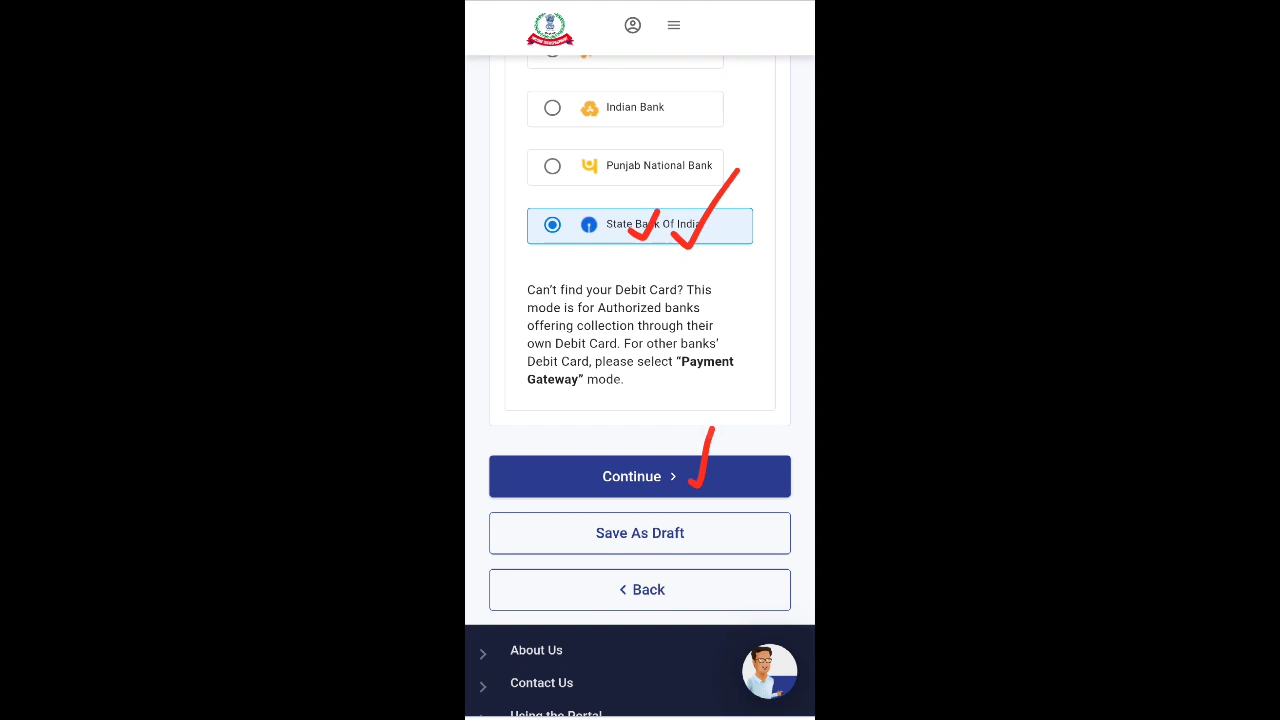 Indian Bank
Punjab National Bank
State Bank Of India
Can’t find your Debit Card? This
mode is for Authorized banks
offering collection through their
own Debit Card. For other banks’
Debit Card, please select “Payment
Gateway” mode.
Continue
Save As Draft
Back
About Us
Contact Us
Using the Portal